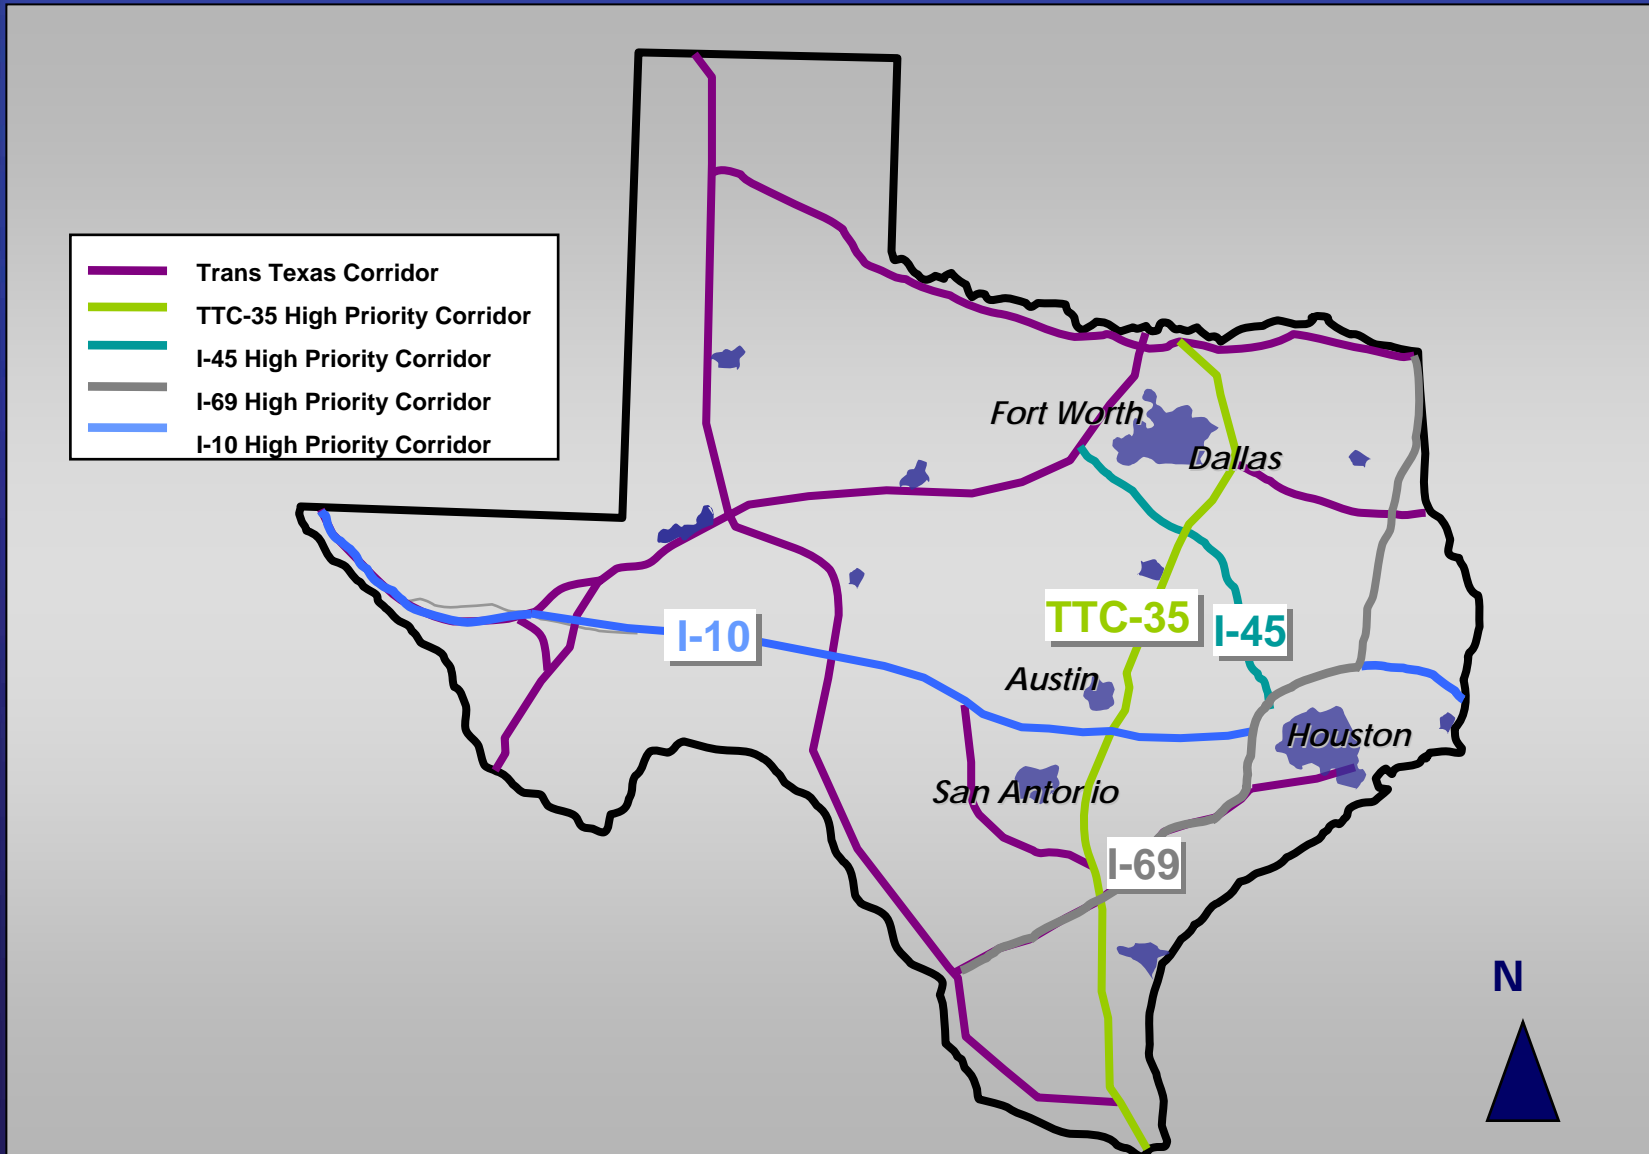 Trans Texas Corridor
TTC-35 High Priority Corridor
I-45 High Priority Corridor
I-69 High Priority Corridor
I-10 High Priority Corridor
Fort Worth
Dallas
TTC-35
I-45
I-10
Austin
Houston
San Antonio
I-69
N